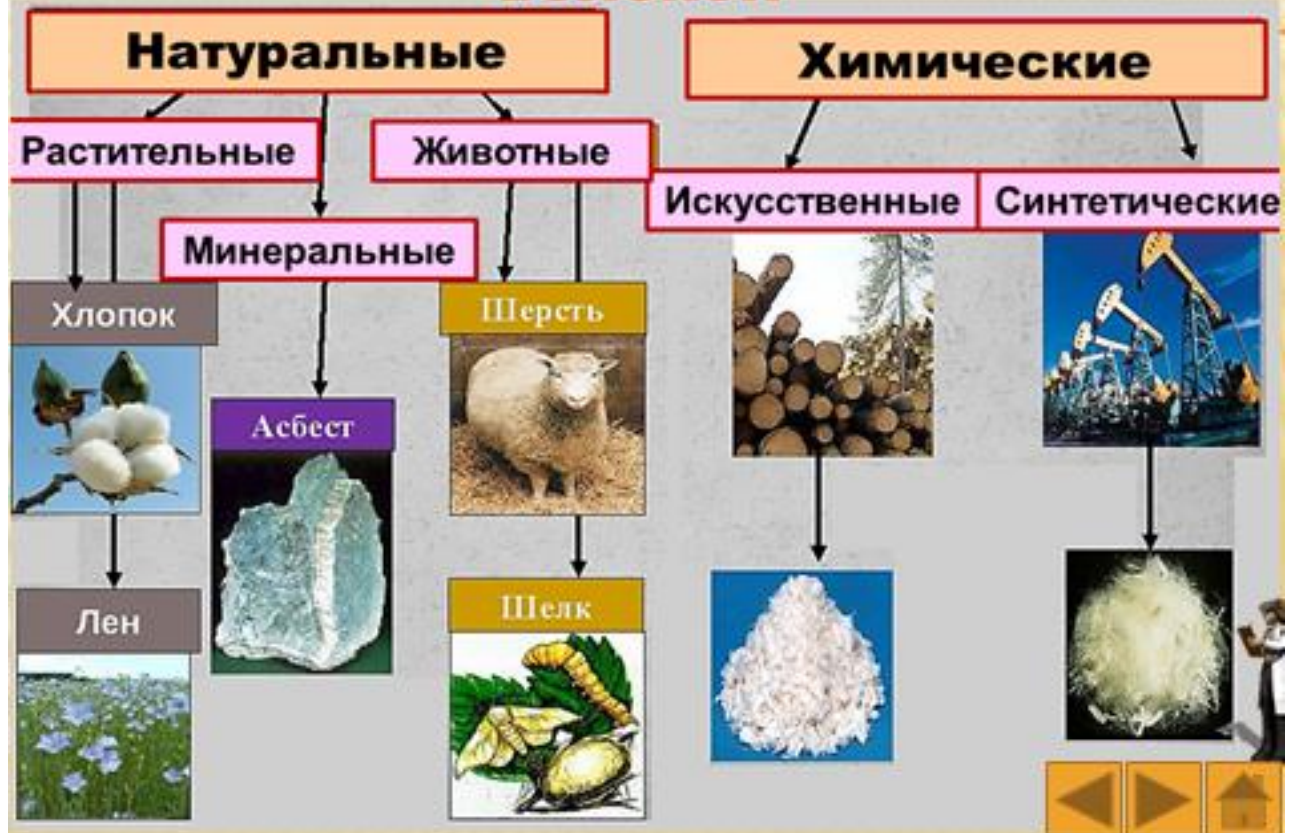 Натуральные
Химические
Растительные
Животные
Искусственные
Синтетические
Минеральные
Хлопок
Шерсть
Асбест
Лен
Шелк